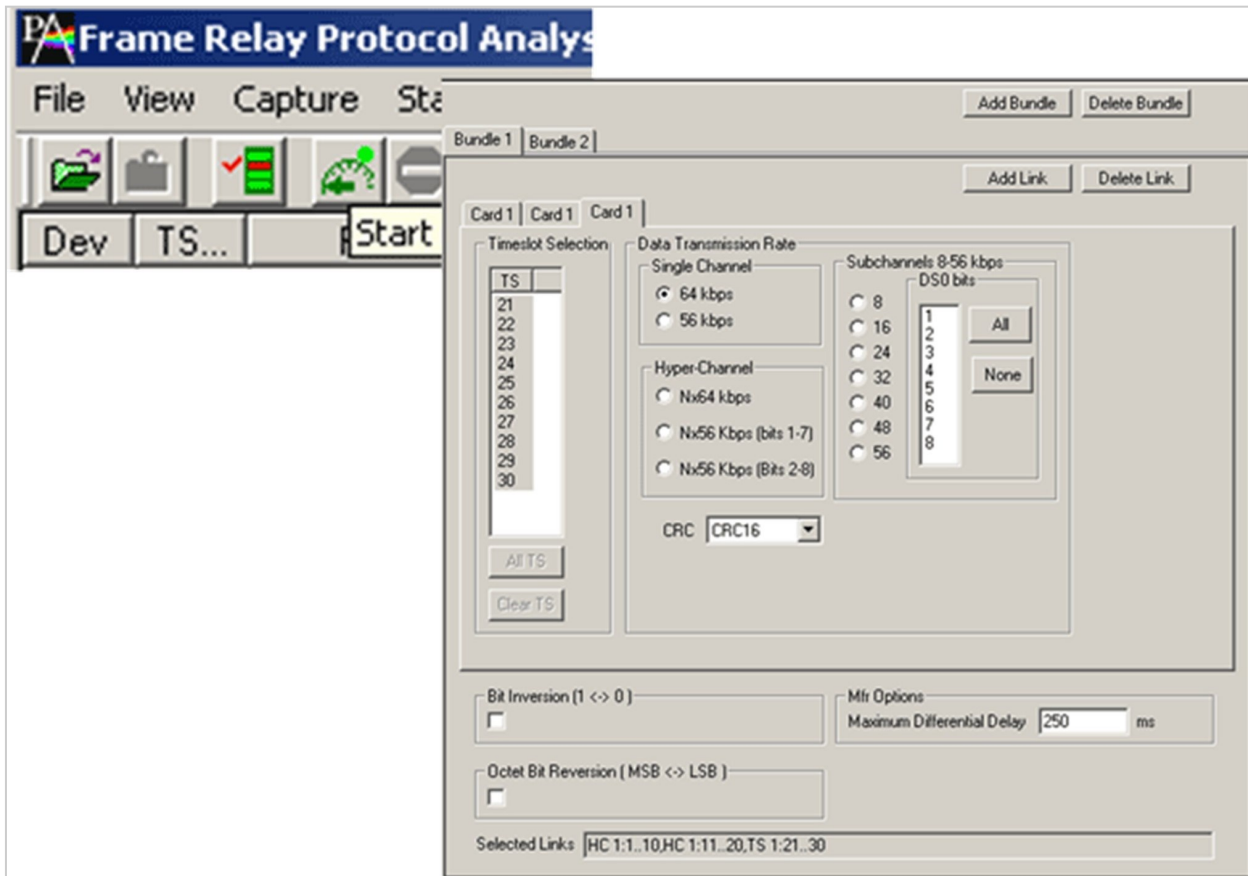 PA Frame Relay Protocol Analys
File View Capture Sta
Dev TS...
Start
Add Bundle Delete Bundle
Bundle 1 Bundle 2
Add Link Delete Link
Card 1 Card 1 Card 1
Timeslot Selection
TS
21
22
23
24
25
26
27
28
29
30
All TS
Clear TS
Data Transmission Rate
Single Channel
64 kbps
56 kbps
Hyper-Channel
Nx64 kbps
Nx56 Kbps (bits 1-7)
Nx56 Kbps (Bits 2-8)
CRC CRC16
Subchannels 8-56 kbps
8
16
24
32
40
48
56
DS0 bits
1
2
3
4
5
6
7
8
All
None
Bit Inversion ( 1 <-> 0 )
Mfr Options
Maximum Differential Delay 250 ms
Octet Bit Reversion ( MSB <-> LSB )
Selected Links HC 1:1..10,HC 1:11..20,TS 1:21..30